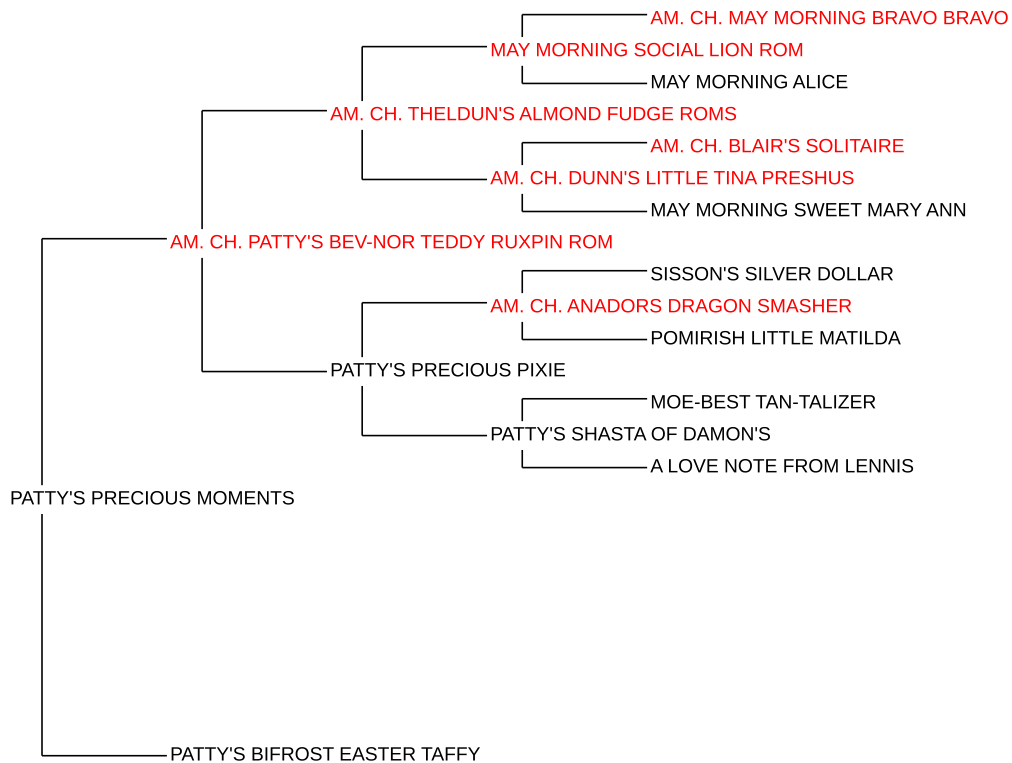 AM. CH. MAY MORNING BRAVO BRAVO
MAY MORNING SOCIAL LION ROM
MAY MORNING ALICE
AM. CH. THELDUN'S ALMOND FUDGE ROMS
AM. CH. BLAIR'S SOLITAIRE
AM. CH. DUNN'S LITTLE TINA PRESHUS
MAY MORNING SWEET MARY ANN
AM. CH. PATTY'S BEV-NOR TEDDY RUXPIN ROM
SISSON'S SILVER DOLLAR
AM. CH. ANADORS DRAGON SMASHER
POMIRISH LITTLE MATILDA
PATTY'S PRECIOUS PIXIE
MOE-BEST TAN-TALIZER
PATTY'S SHASTA OF DAMON'S
A LOVE NOTE FROM LENNIS
PATTY'S PRECIOUS MOMENTS
PATTY'S BIFROST EASTER TAFFY